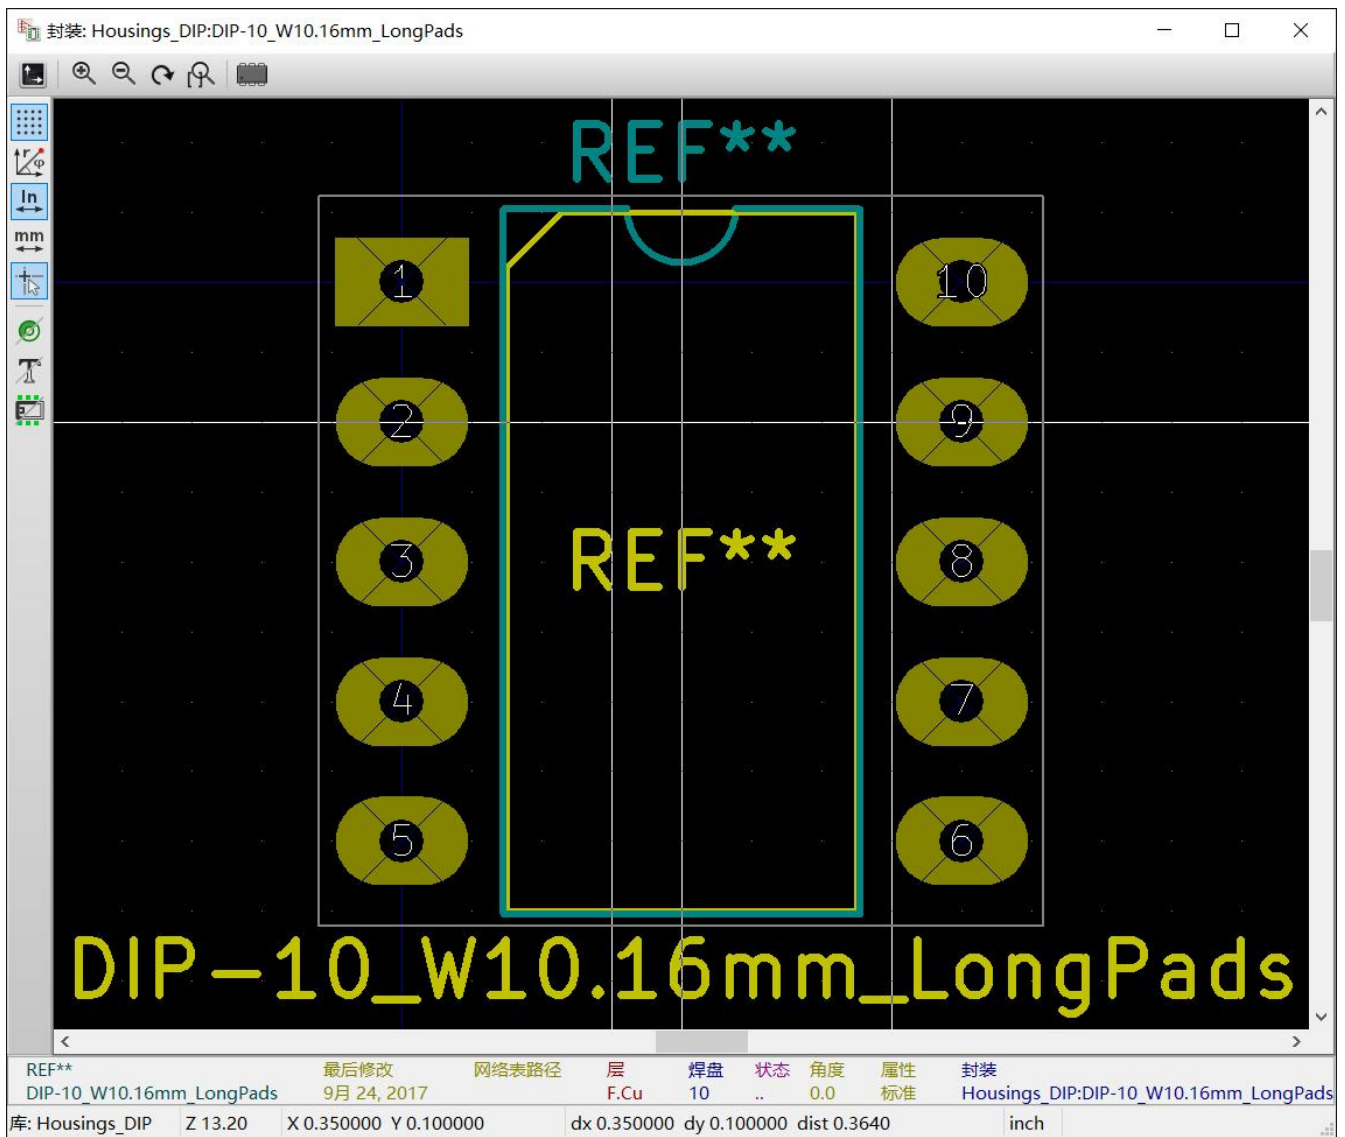 封装: Housings_DIP:DIP-10_W10.16mm_LongPads
In
mm
REF**
1
10
2
9
3
8
REF**
4
7
5
6
DIP-10_W10.16mm_LongPads
REF** 最后修改 网络表路径 层 焊盘 状态 角度 属性 封装
DIP-10_W10.16mm_LongPads 9月 24, 2017 F.Cu 10 .. 0.0 标准 Housings_DIP:DIP-10_W10.16mm_LongPads
库: Housings_DIP Z 13.20 X 0.350000 Y 0.100000 dx 0.350000 dy 0.100000 dist 0.3640 inch